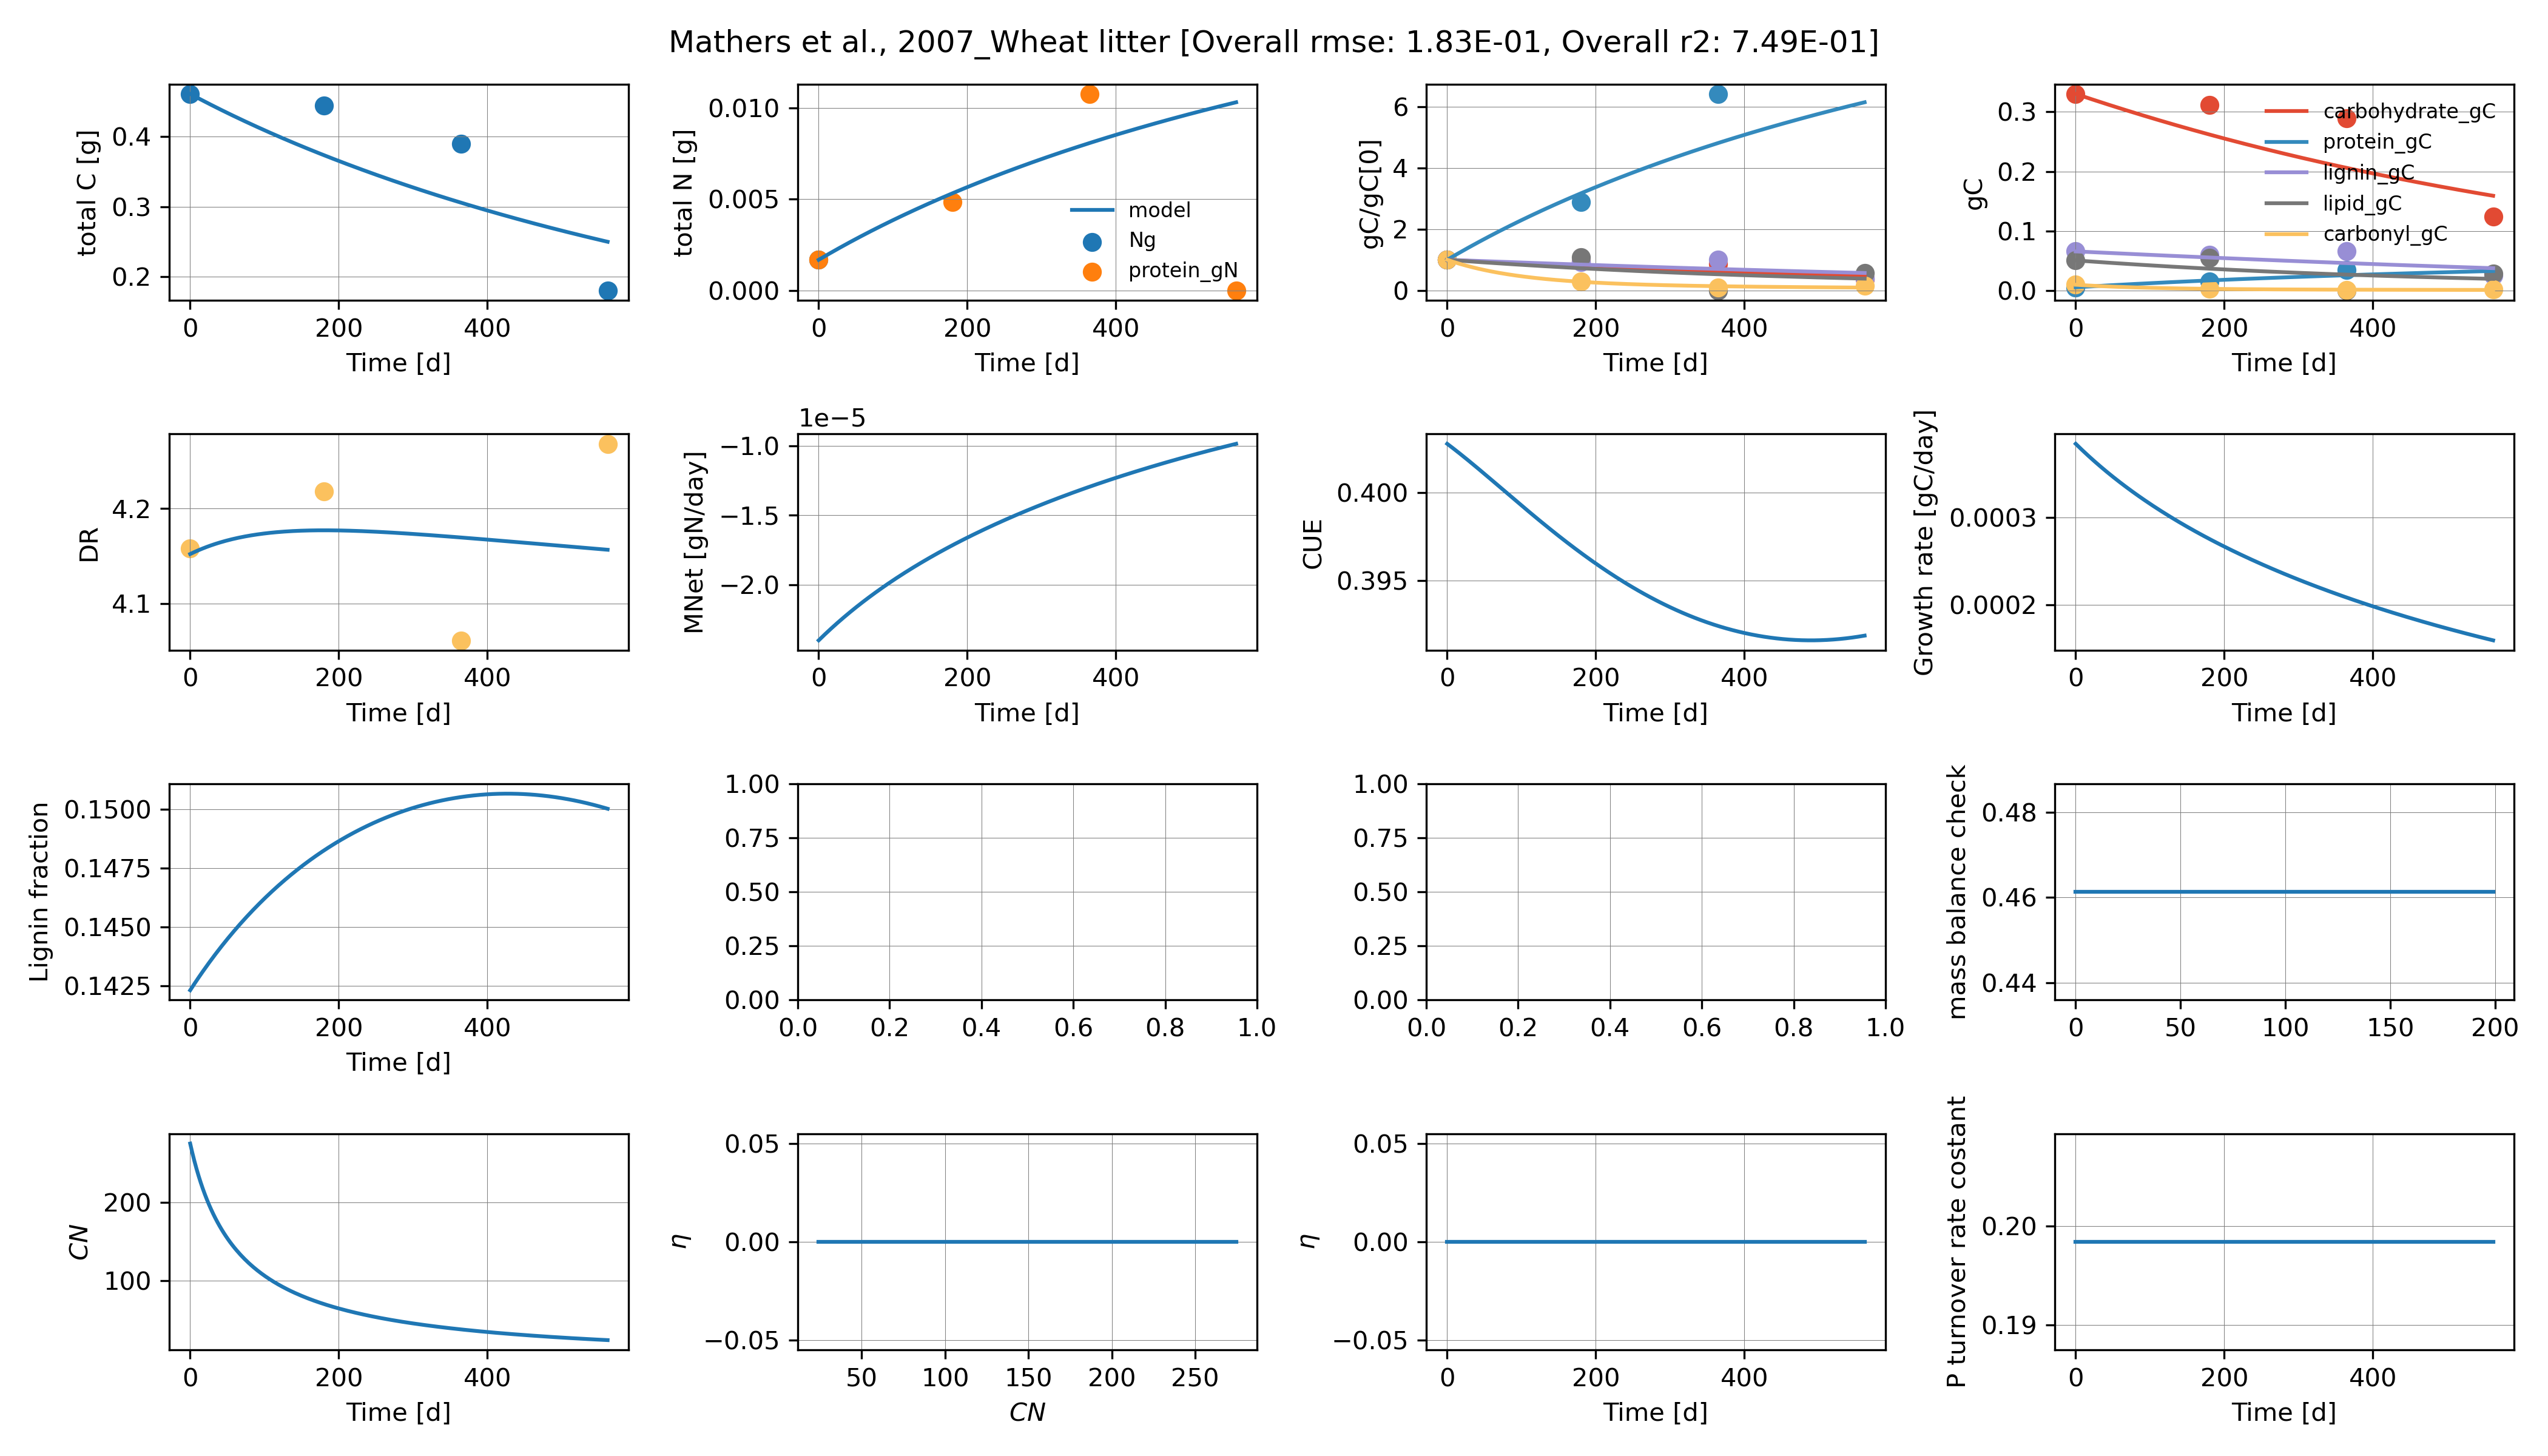 Mathers et al., 2007_Wheat litter [Overall rmse: 1.83E-01, Overall r2: 7.49E-01]
total C [g]
0.4
0.3
0.2
0 200 400
Time [d]
total N [g]
0.010
0.005
0.000
model
Ng
protein_gN
0 200 400
Time [d]
gC/gC[0]
6
4
2
0
0 200 400
Time [d]
gC
0.3
0.2
0.1
0.0
carbohydrate_gC
protein_gC
lignin_gC
lipid_gC
carbonyl_gC
0 200 400
Time [d]
DR
4.2
4.1
0 200 400
Time [d]
1e−5
MNet [gN/day]
−1.0
−1.5
−2.0
0 200 400
Time [d]
CUE
0.400
0.395
0 200 400
Time [d]
Growth rate [gC/day]
0.0003
0.0002
0 200 400
Time [d]
Lignin fraction
0.1500
0.1475
0.1450
0.1425
0 200 400
Time [d]
1.00
0.75
0.50
0.25
0.00
0.0 0.2 0.4 0.6 0.8 1.0
1.00
0.75
0.50
0.25
0.00
0.0 0.2 0.4 0.6 0.8 1.0
mass balance check
0.48
0.46
0.44
0 50 100 150 200
CN
200
100
0 200 400
Time [d]
η
0.05
0.00
−0.05
50 100 150 200 250
CN
η
0.05
0.00
−0.05
0 200 400
Time [d]
P turnover rate costant
0.20
0.19
0 200 400
Time [d]